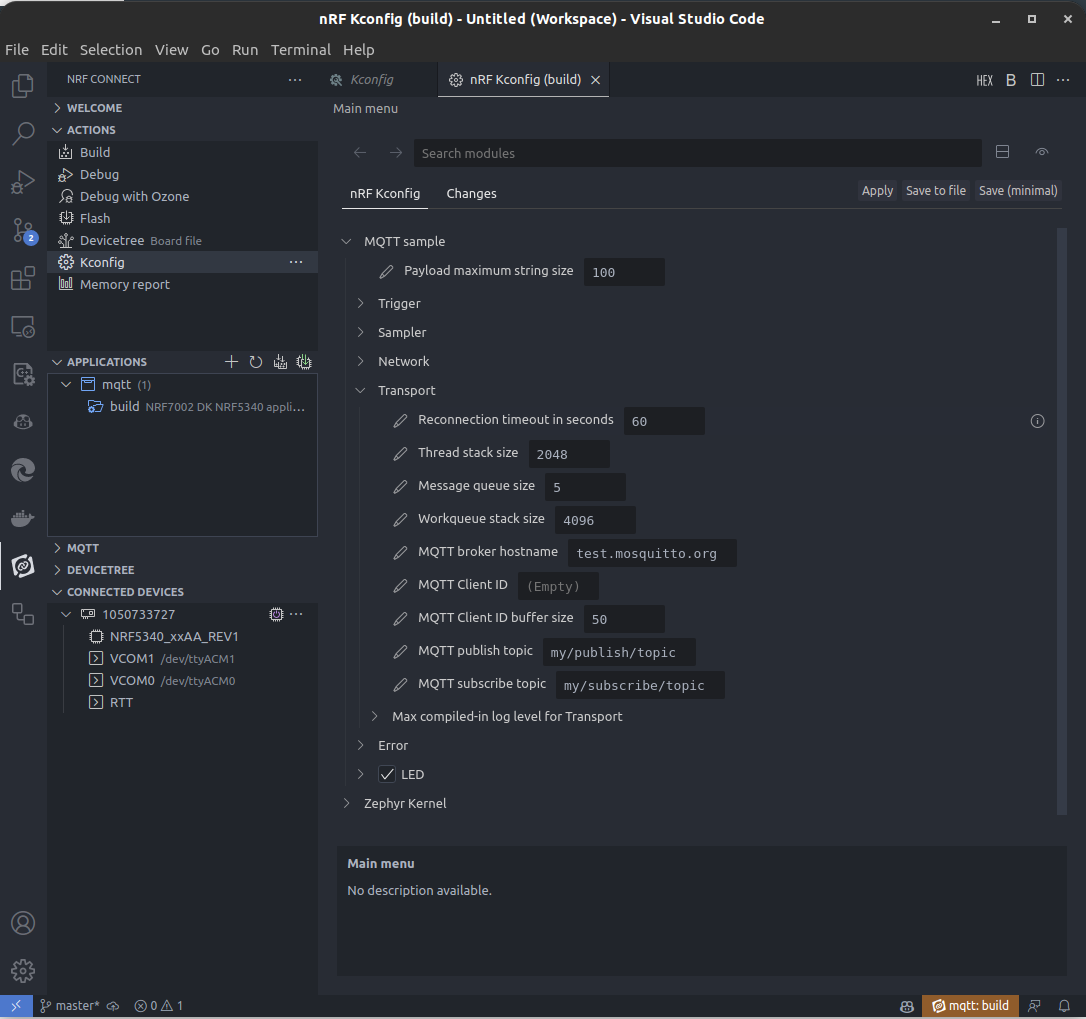 nRF Kconfig (build) - Untitled (Workspace) - Visual Studio Code
File Edit Selection View Go Run Terminal Help
NRF CONNECT
Kconfig
nRF Kconfig (build)
HEX B
WELCOME
ACTIONS
Build
Debug
Debug with Ozone
Flash
Devicetree Board file
Kconfig
Memory report
APPLICATIONS
mqtt (1)
build NRF7002 DK NRF5340 appli...
MQTT
DEVICETREE
CONNECTED DEVICES
1050733727
NRF5340_xxAA_REV1
VCOM1 /dev/ttyACM1
VCOM0 /dev/ttyACM0
RTT
2
Main menu
Search modules
nRF Kconfig Changes
Apply Save to file Save (minimal)
MQTT sample
Payload maximum string size 100
Trigger
Sampler
Network
Transport
Reconnection timeout in seconds 60
Thread stack size 2048
Message queue size 5
Workqueue stack size 4096
MQTT broker hostname test.mosquitto.org
MQTT Client ID (Empty)
MQTT Client ID buffer size 50
MQTT publish topic my/publish/topic
MQTT subscribe topic my/subscribe/topic
Max compiled-in log level for Transport
Error
LED
Zephyr Kernel
Main menu
No description available.
master* 0 1
mqtt: build